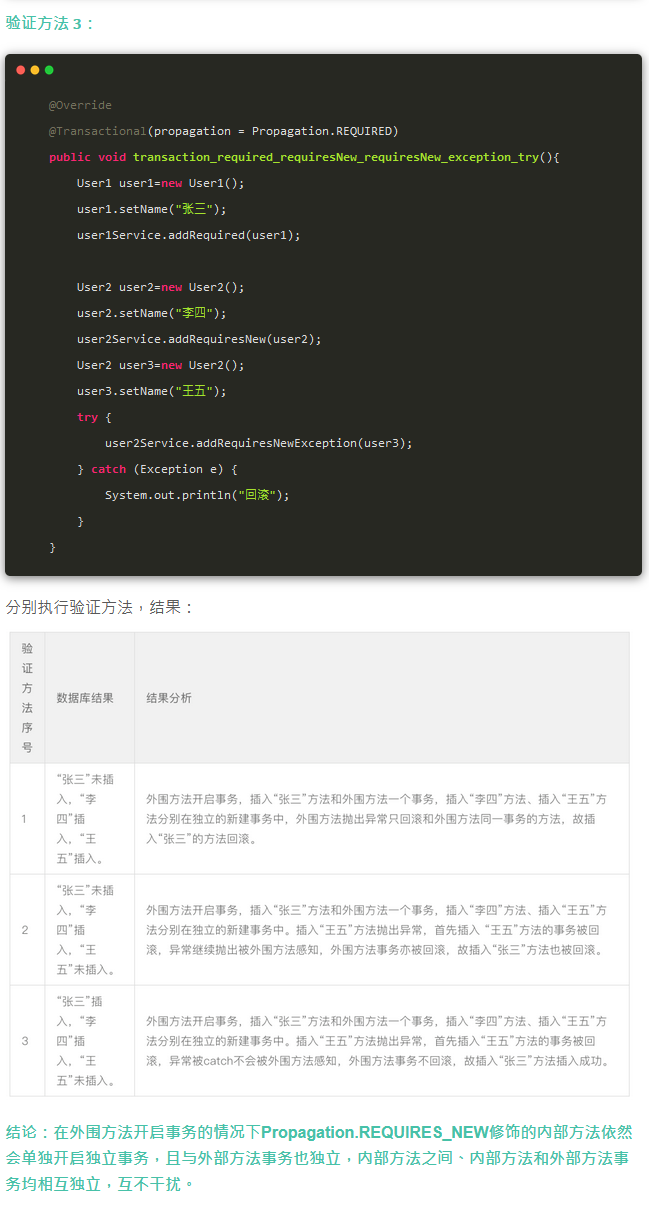 验证方法 3：
@Override
@Transactional(propagation = Propagation.REQUIRED)
public void transaction_required_requiresNew_requiresNew_exception_try(){
User1 user1=new User1();
user1.setName("张三");
user1Service.addRequired(user1);
User2 user2=new User2();
user2.setName("李四");
user2Service.addRequiresNew(user2);
User2 user3=new User2();
user3.setName("王五");
try {
user2Service.addRequiresNewException(user3);
} catch (Exception e) {
System.out.println("回滚");
}
}
分别执行验证方法，结果：
验
证
方
法
序
号
数据库结果
结果分析
1
“张三”未插
入，“李
四”插
入，“王
五”插入。
外围方法开启事务，插入“张三”方法和外围方法一个事务，插入“李四”方法、插入“王五”方
法分别在独立的新建事务中，外围方法抛出异常只回滚和外围方法同一事务的方法，故插
入“张三”的方法回滚。
2
“张三”未插
入，“李
四”插
入，“王
五”未插入。
外围方法开启事务，插入“张三”方法和外围方法一个事务，插入“李四”方法、插入“王五”方
法分别在独立的新建事务中。插入“王五”方法抛出异常，首先插入 “王五”方法的事务被回
滚，异常继续抛出被外围方法感知，外围方法事务亦被回滚，故插入“张三”方法也被回滚。
3
“张三”插
入，“李
四”插
入，“王
五”未插入。
外围方法开启事务，插入“张三”方法和外围方法一个事务，插入“李四”方法、插入“王五”方
法分别在独立的新建事务中。插入“王五”方法抛出异常，首先插入“王五”方法的事务被回
滚，异常被catch不会被外围方法感知，外围方法事务不回滚，故插入“张三”方法插入成功。
结论：在外围方法开启事务的情况下Propagation.REQUIRES_NEW修饰的内部方法依然
会单独开启独立事务，且与外部方法事务也独立，内部方法之间、内部方法和外部方法事
务均相互独立，互不干扰。